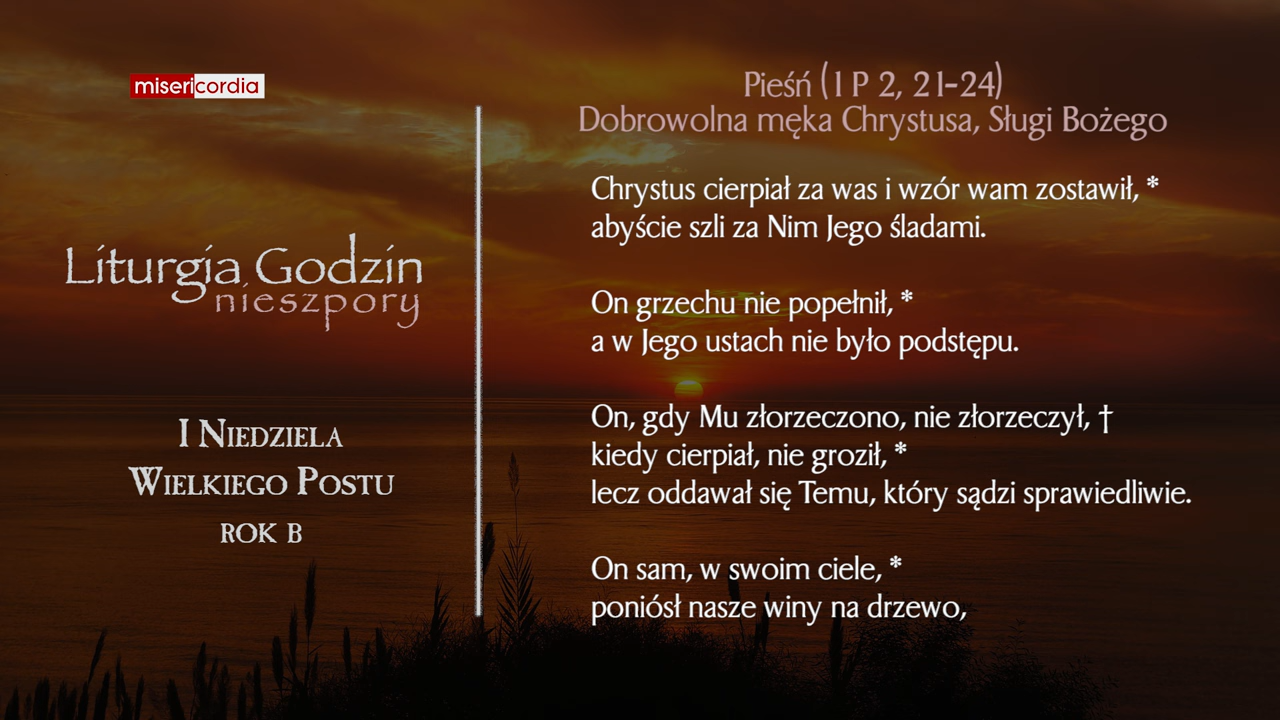 misericordia
Liturgia Godzin
nieszpory
I Niedziela
Wielkiego Postu
rok B
Pieśń (1 P 2, 21-24)
Dobrowolna męka Chrystusa, Sługi Bożego
Chrystus cierpiał za was i wzór wam zostawił, *
abyście szli za Nim Jego śladami.
On grzechu nie popełnił, *
a w Jego ustach nie było podstępu.
On, gdy Mu złorzeczono, nie złorzeczył, †
kiedy cierpiał, nie groził, *
lecz oddawał się Temu, który sądzi sprawiedliwie.
On sam, w swoim ciele, *
poniósł nasze winy na drzewo,